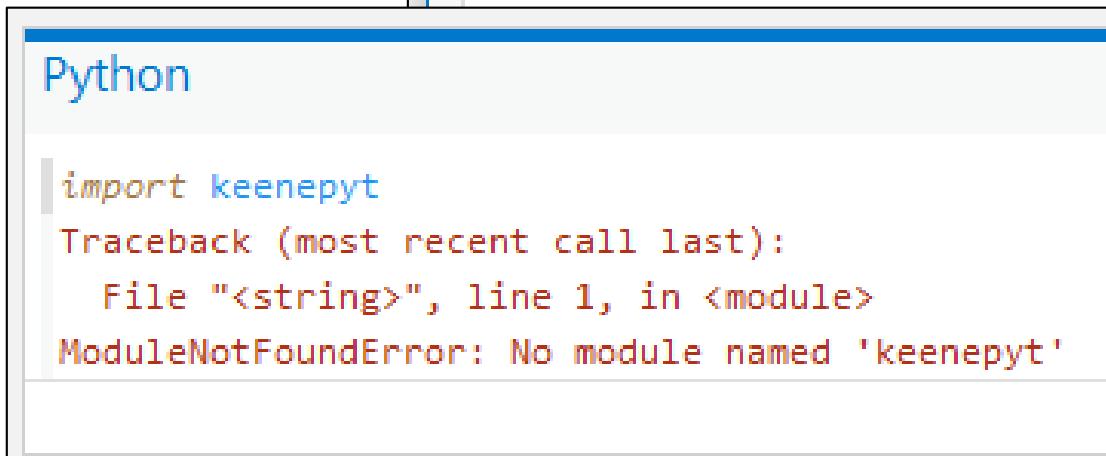 Python
import keenepyt
Traceback (most recent call last):
  File "<string>", line 1, in <module>
ModuleNotFoundError: No module named 'keenepyt'